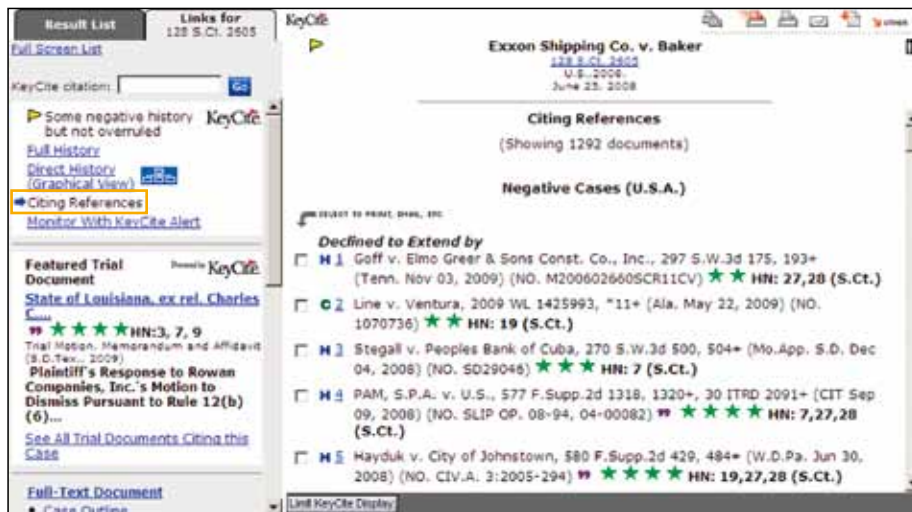 Result List
Links for
128 S.Ct. 2605
Full Screen List
KeyCite citation:
Go
Some negative history
but not overruled
KeyCite
Full History
Direct History
(Graphical View)
Citing References
Monitor With KeyCite Alert
Featured Trial
Document
KeyCite
State of Louisiana, ex rel. Charles
C....
HN:3, 7, 9
Trial Motion, Memorandum and Affidavit
(S.D.Tex., 2009)
Plaintiff's Response to Rowan
Companies, Inc.'s Motion to
Dismiss Pursuant to Rule 12(b)
(6)...
See All Trial Documents Citing this
Case
Full-Text Document
• Case Outline
KeyCite
Exxon Shipping Co. v. Baker
128 S.Ct. 2605
U.S.,2008.
June 25, 2008
Citing References
(Showing 1292 documents)
Negative Cases (U.S.A.)
SELECT TO PRINT, EMAIL, ETC.
Declined to Extend by
H 1 Goff v. Elmo Greer & Sons Const. Co., Inc., 297 S.W.3d 175, 193+
(Tenn. Nov 03, 2009) (NO. M200602660SCR11CV) ★ ★ HN: 27,28 (S.Ct.)
C 2 Line v. Ventura, 2009 WL 1425993, *11+ (Ala. May 22, 2009) (NO.
1070736) ★ ★ HN: 19 (S.Ct.)
H 3 Stegall v. Peoples Bank of Cuba, 270 S.W.3d 500, 504+ (Mo.App. S.D. Dec
04, 2008) (NO. SD29046) ★ ★ ★ HN: 7 (S.Ct.)
H 4 PAM, S.P.A. v. U.S., 577 F.Supp.2d 1318, 1320+, 30 ITRD 2091+ (CIT Sep
09, 2008) (NO. SLIP OP. 08-94, 04-00082) ” ★ ★ ★ ★ HN: 7,27,28
(S.Ct.)
H 5 Hayduk v. City of Johnstown, 580 F.Supp.2d 429, 484+ (W.D.Pa. Jun 30,
2008) (NO. CIV.A. 3:2005-294) ” ★ ★ ★ ★ HN: 19,27,28 (S.Ct.)
Limit KeyCite Display